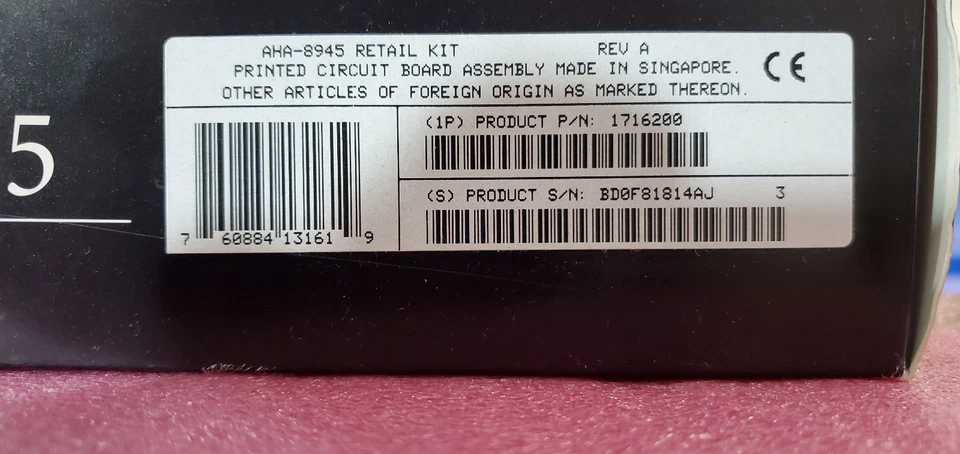 AHA-8945 RETAIL KIT REV A
PRINTED CIRCUIT BOARD ASSEMBLY MADE IN SINGAPORE.
OTHER ARTICLES OF FOREIGN ORIGIN AS MARKED THEREON.
CE
5
(1P) PRODUCT P/N: 1716200
(S) PRODUCT S/N: BD0F81814AJ 3
7 60884 13161 9